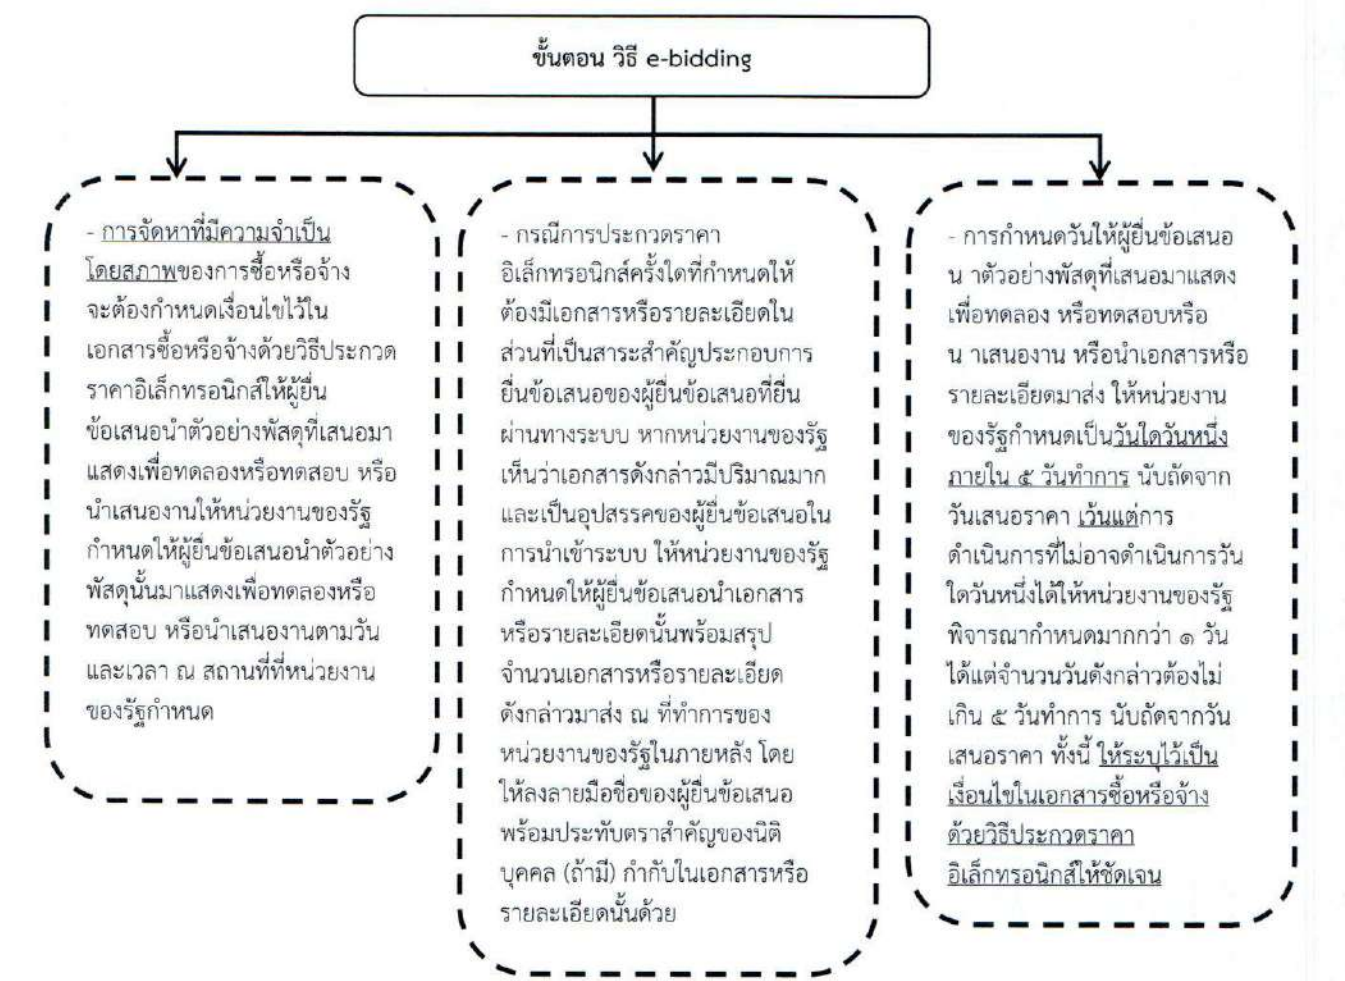 ขั้นตอน วิธี e-bidding
- การจัดหาที่มีความจำเป็น
โดยสภาพของการซื้อหรือจ้าง
จะต้องกำหนดเงื่อนไขไว้ใน
เอกสารซื้อหรือจ้างด้วยวิธีประกวด
ราคาอิเล็กทรอนิกส์ให้ผู้ยื่น
ข้อเสนอนำตัวอย่างพัสดุที่เสนอมา
แสดงเพื่อทดลองหรือทดสอบ หรือ
นำเสนองานให้หน่วยงานของรัฐ
กำหนดให้ผู้ยื่นข้อเสนอนำตัวอย่าง
พัสดุนั้นมาแสดงเพื่อทดลองหรือ
ทดสอบ หรือนำเสนองานตามวัน
และเวลา ณ สถานที่ที่หน่วยงาน
ของรัฐกำหนด
- กรณีการประกวดราคา
อิเล็กทรอนิกส์ครั้งใดที่กำหนดให้
ต้องมีเอกสารหรือรายละเอียดใน
ส่วนที่เป็นสาระสำคัญประกอบการ
ยื่นข้อเสนอของผู้ยื่นข้อเสนอที่ยื่น
ผ่านทางระบบ หากหน่วยงานของรัฐ
เห็นว่าเอกสารดังกล่าวมีปริมาณมาก
และเป็นอุปสรรคของผู้ยื่นข้อเสนอใน
การนำเข้าระบบ ให้หน่วยงานของรัฐ
กำหนดให้ผู้ยื่นข้อเสนอนำเอกสาร
หรือรายละเอียดนั้นพร้อมสรุป
จำนวนเอกสารหรือรายละเอียด
ดังกล่าวมาส่ง ณ ที่ทำการของ
หน่วยงานของรัฐในภายหลัง โดย
ให้ลงลายมือชื่อของผู้ยื่นข้อเสนอ
พร้อมประทับตราสำคัญของนิติ
บุคคล (ถ้ามี) กำกับในเอกสารหรือ
รายละเอียดนั้นด้วย
- การกำหนดวันให้ผู้ยื่นข้อเสนอ
น าตัวอย่างพัสดุที่เสนอมาแสดง
เพื่อทดลอง หรือทดสอบหรือ
น าเสนองาน หรือนำเอกสารหรือ
รายละเอียดมาส่ง ให้หน่วยงาน
ของรัฐกำหนดเป็นวันใดวันหนึ่ง
ภายใน ๕ วันทำการ นับถัดจาก
วันเสนอราคา เว้นแต่การ
ดำเนินการที่ไม่อาจดำเนินการวัน
ใดวันหนึ่งได้ให้หน่วยงานของรัฐ
พิจารณากำหนดมากกว่า ๑ วัน
ได้แต่จำนวนวันดังกล่าวต้องไม่
เกิน ๕ วันทำการ นับถัดจากวัน
เสนอราคา ทั้งนี้ ให้ระบุไว้เป็น
เงื่อนไขในเอกสารซื้อหรือจ้าง
ด้วยวิธีประกวดราคา
อิเล็กทรอนิกส์ให้ชัดเจน